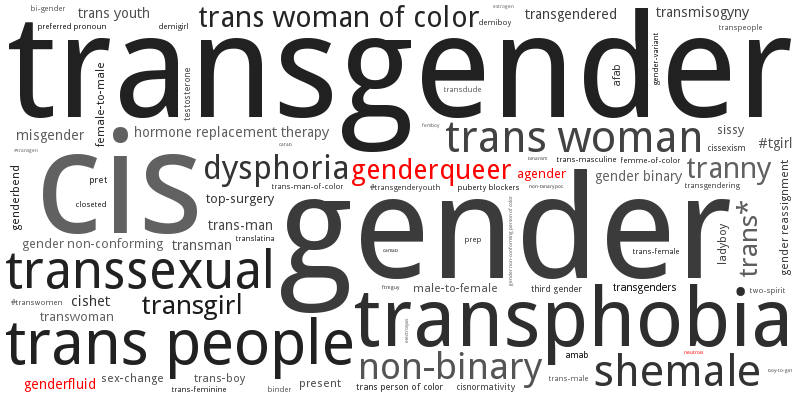 bi-gender
trans youth
trans woman of color
estrogen
demiboy
transgendered
transmisogyny
preferred pronoun
demigirl
transpeople
transgender
female-to-male
testosterone
transdude
afab
gender-variant
misgender
hormone replacement therapy
femboy
trans woman
sissy
cissexism
#tgirl
cis
dysphoria
genderqueer
agender
trans-masculine
femme-of-color
gender binary
tranny
transgendering
genderbend
pret
closeted
trans-man-of-color
#transgenderyouth
puberty blockers
top-surgery
gender
trans*
gender reassignment
ladyboy
trans-man
translatina
gender non-conforming
transman
prep
gender non-conforming person of color
trans-female
transsexual
ftmguy
male-to-female
third gender
transgenders
two-spirit
#transwomen
cishet
transgirl
transwoman
transphobia
trans people
non-binary
amab
neutrois
shemale
boy-to-girl
genderfluid
sex-change
trans-boy
trans-feminine
binder
present
trans person of color
cisnormativity
trans-male